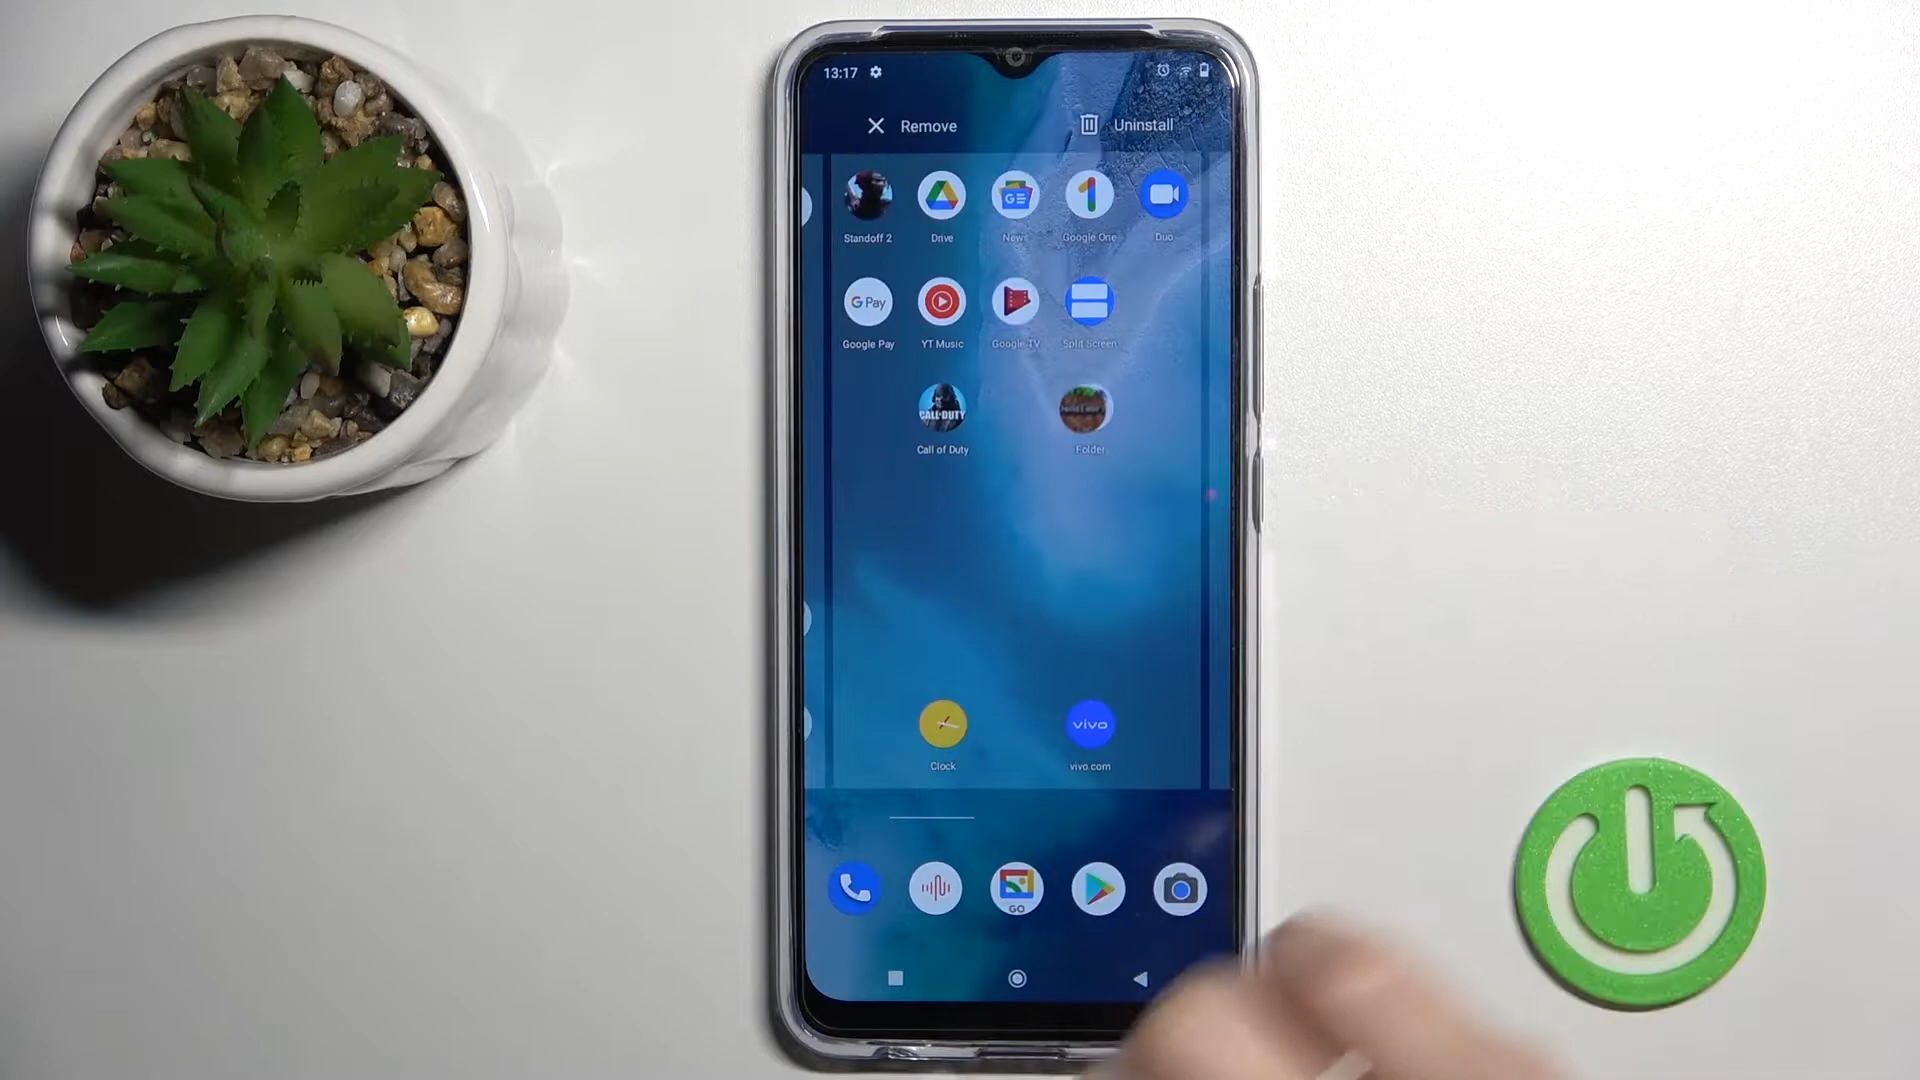 13:17
Remove Uninstall
Standoff 2 Drive News Google One Duo
G Pay
Google Pay YT Music Google TV Split Screen
CALL·DUTY
Call of Duty Folder
vivo
Clock vivo.com
GO